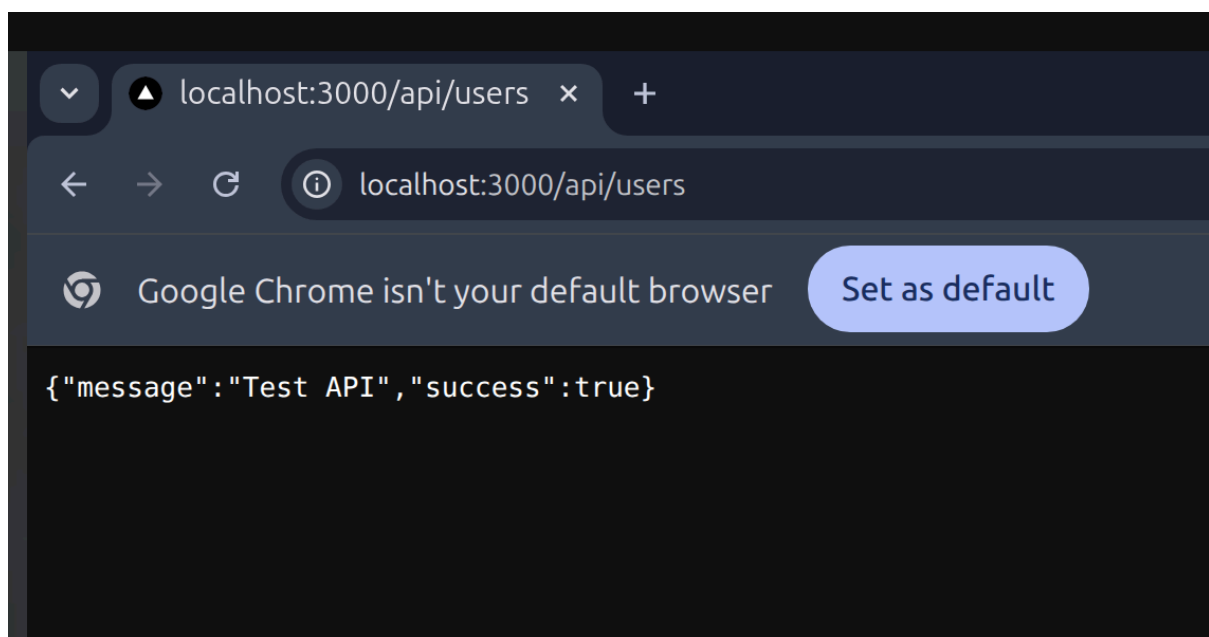 localhost:3000/api/users
localhost:3000/api/users
Google Chrome isn't your default browser Set as default
{"message":"Test API","success":true}